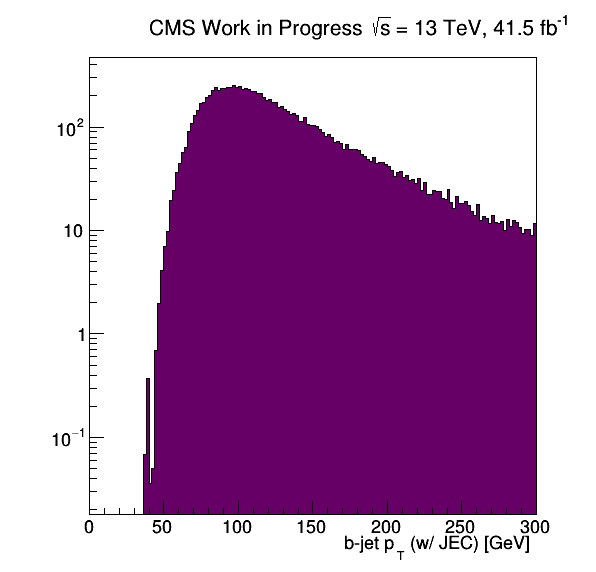 CMS Work in Progress √s = 13 TeV, 41.5 fb⁻¹
10²
10
1
10⁻¹
0 50 100 150 200 250 300
b-jet p_T (w/ JEC) [GeV]